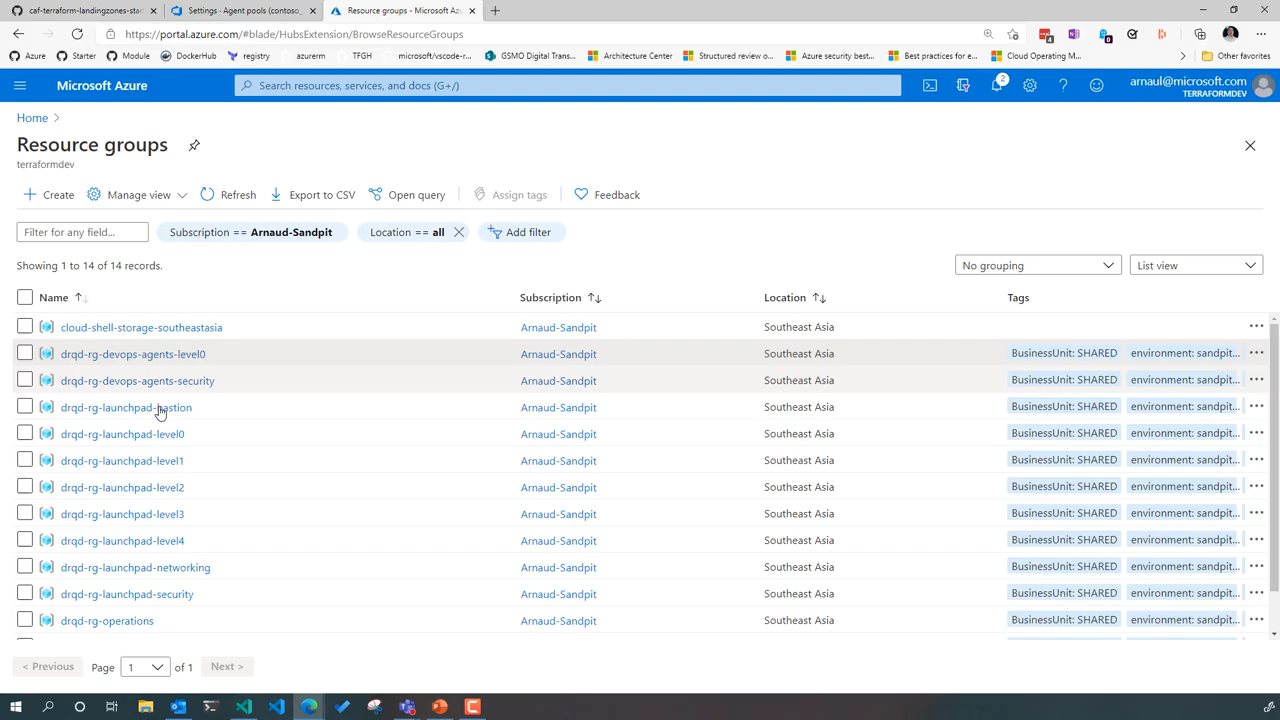 caf-terraform-landingzones-star
Settings - Agent pools (contoso_
Resource groups - Microsoft Az
https://portal.azure.com/#blade/HubsExtension/BrowseResourceGroups
Azure
Starter
Module
DockerHub
registry
azurerm
TFGH
microsoft/vscode-r...
GSMO Digital Trans...
Architecture Center
Structured review o...
Azure security best...
Best practices for e...
Cloud Operating M...
Other favorites
Microsoft Azure
Search resources, services, and docs (G+/)
2
arnaul@microsoft.com
TERRAFORMDEV
Home
Resource groups
terraformdev
Create
Manage view
Refresh
Export to CSV
Open query
Assign tags
Feedback
Filter for any field...
Subscription == Arnaud-Sandpit
Location == all
Add filter
Showing 1 to 14 of 14 records.
No grouping
List view
Name Subscription Location Tags
cloud-shell-storage-southeastasia Arnaud-Sandpit Southeast Asia
drqd-rg-devops-agents-level0 Arnaud-Sandpit Southeast Asia BusinessUnit: SHARED environment: sandpit...
drqd-rg-devops-agents-security Arnaud-Sandpit Southeast Asia BusinessUnit: SHARED environment: sandpit...
drqd-rg-launchpad-bastion Arnaud-Sandpit Southeast Asia BusinessUnit: SHARED environment: sandpit...
drqd-rg-launchpad-level0 Arnaud-Sandpit Southeast Asia BusinessUnit: SHARED environment: sandpit...
drqd-rg-launchpad-level1 Arnaud-Sandpit Southeast Asia BusinessUnit: SHARED environment: sandpit...
drqd-rg-launchpad-level2 Arnaud-Sandpit Southeast Asia BusinessUnit: SHARED environment: sandpit...
drqd-rg-launchpad-level3 Arnaud-Sandpit Southeast Asia BusinessUnit: SHARED environment: sandpit...
drqd-rg-launchpad-level4 Arnaud-Sandpit Southeast Asia BusinessUnit: SHARED environment: sandpit...
drqd-rg-launchpad-networking Arnaud-Sandpit Southeast Asia BusinessUnit: SHARED environment: sandpit...
drqd-rg-launchpad-security Arnaud-Sandpit Southeast Asia BusinessUnit: SHARED environment: sandpit...
drqd-rg-operations Arnaud-Sandpit Southeast Asia BusinessUnit: SHARED environment: sandpit...
< Previous
Page 1 of 1
Next >